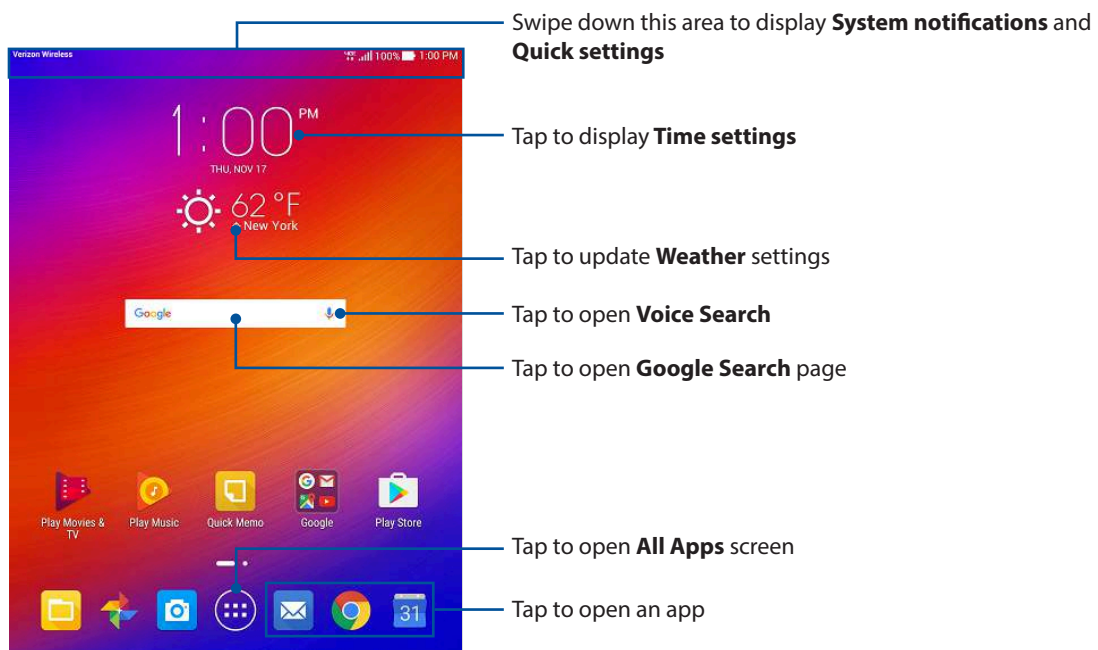 Swipe down this area to display System notifications and
Quick settings
Verizon Wireless
100% 1:00 PM
1:00 PM
THU, NOV 17
Tap to display Time settings
62 °F
New York
Tap to update Weather settings
Google
Tap to open Voice Search
Tap to open Google Search page
Play Movies &
TV
Play Music
Quick Memo
Google
Play Store
Tap to open All Apps screen
31
Tap to open an app